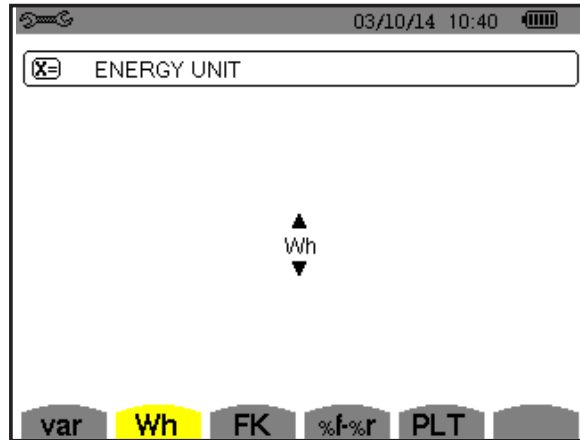 03/10/14 10:40
X= ENERGY UNIT
Wh
var Wh FK %f-%r PLT